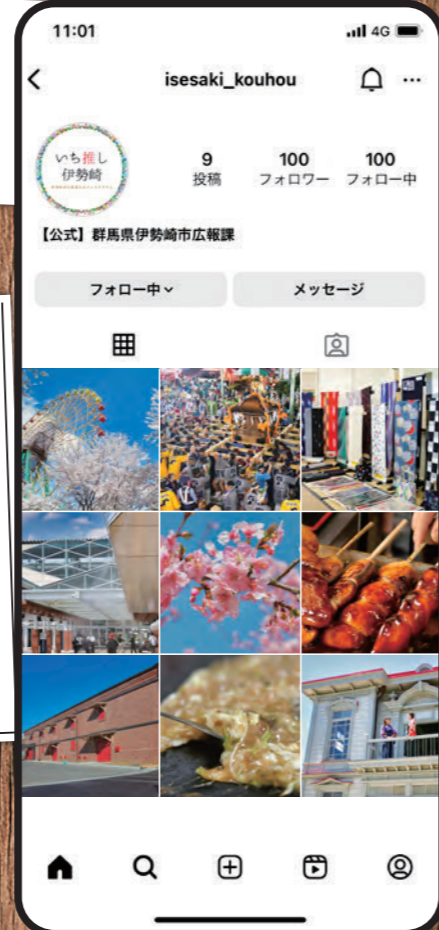 11:01
4G
isesaki_kouhou
いち推し
伊勢崎
9
投稿
100
フォロワー
100
フォロー中
【公式】群馬県伊勢崎市広報課
フォロー中
メッセージ